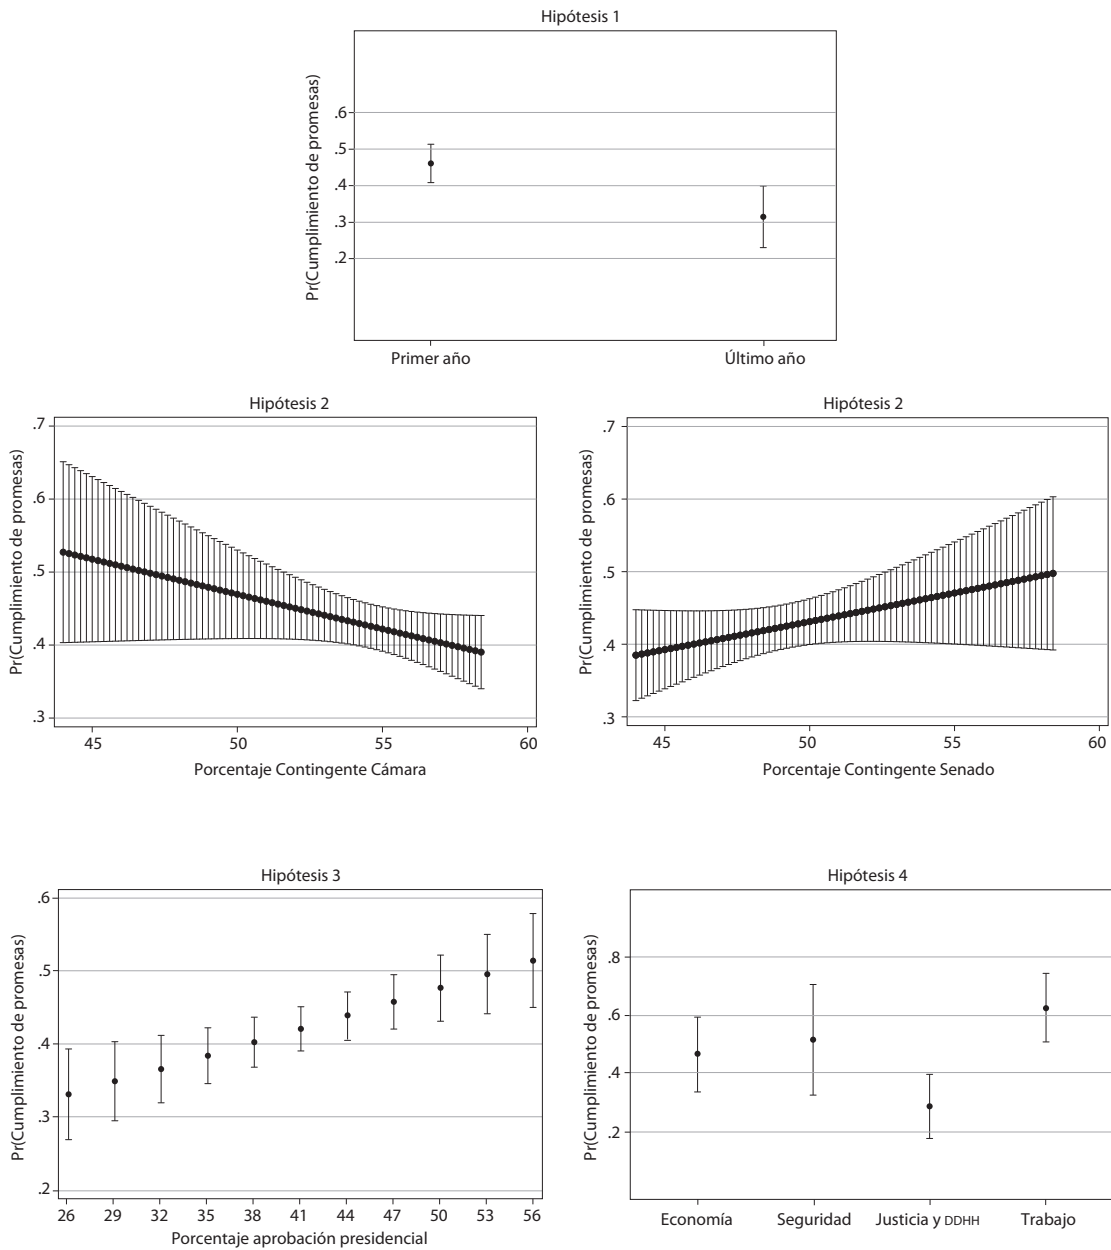 Hipótesis 1
Pr(Cumplimiento de promesas)
.6
.5
.4
.3
.2
Primer año Último año
Hipótesis 2
Pr(Cumplimiento de promesas)
.7
.6
.5
.4
.3
45 50 55 60
Porcentaje Contingente Cámara
Hipótesis 2
Pr(Cumplimiento de promesas)
.7
.6
.5
.4
.3
45 50 55 60
Porcentaje Contingente Senado
Hipótesis 3
Pr(Cumplimiento de promesas)
.6
.5
.4
.3
.2
26 29 32 35 38 41 44 47 50 53 56
Porcentaje aprobación presidencial
Hipótesis 4
Pr(Cumplimiento de promesas)
.8
.6
.4
.2
Economía Seguridad Justicia y DDHH Trabajo